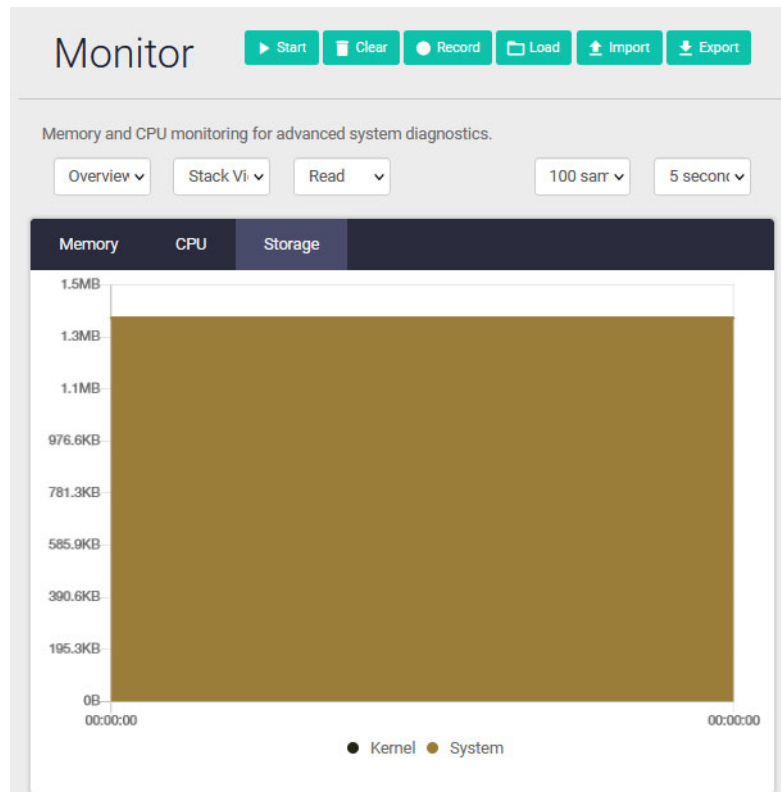 Monitor
Start Clear Record Load Import Export
Memory and CPU monitoring for advanced system diagnostics.
Overview Stack Vi Read 100 sam 5 second
Memory CPU Storage
1.5MB
1.3MB
1.1MB
976.6KB
781.3KB
585.9KB
390.6KB
195.3KB
0B
00:00:00 00:00:00
Kernel System